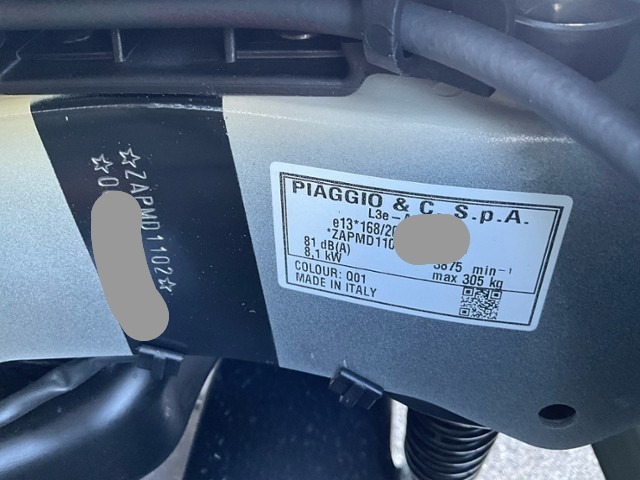 ☆ZAPMD1102☆
☆0
PIAGGIO & C. S.p.A.
L3e-A
e13*168/20
*ZAPMD110
81 dB(A) 3875 min⁻¹
8,1 kW max 305 kg
COLOUR: 001
MADE IN ITALY